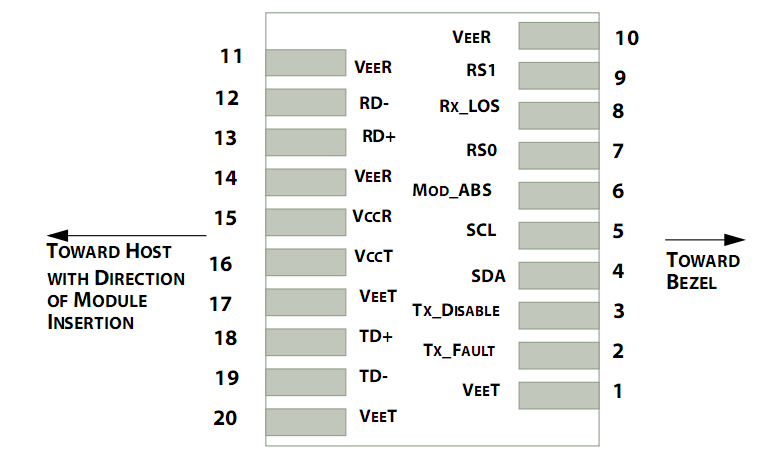 11
VEER
12
RD-
13
RD+
14
VEER
15
VCCR
16
VCCT
17
VEET
18
TD+
19
TD-
20
VEET
VEER
10
RS1
9
RX_LOS
8
RS0
7
MOD_ABS
6
SCL
5
SDA
4
TX_DISABLE
3
TX_FAULT
2
VEET
1
TOWARD HOST
WITH DIRECTION
OF MODULE
INSERTION
TOWARD
BEZEL